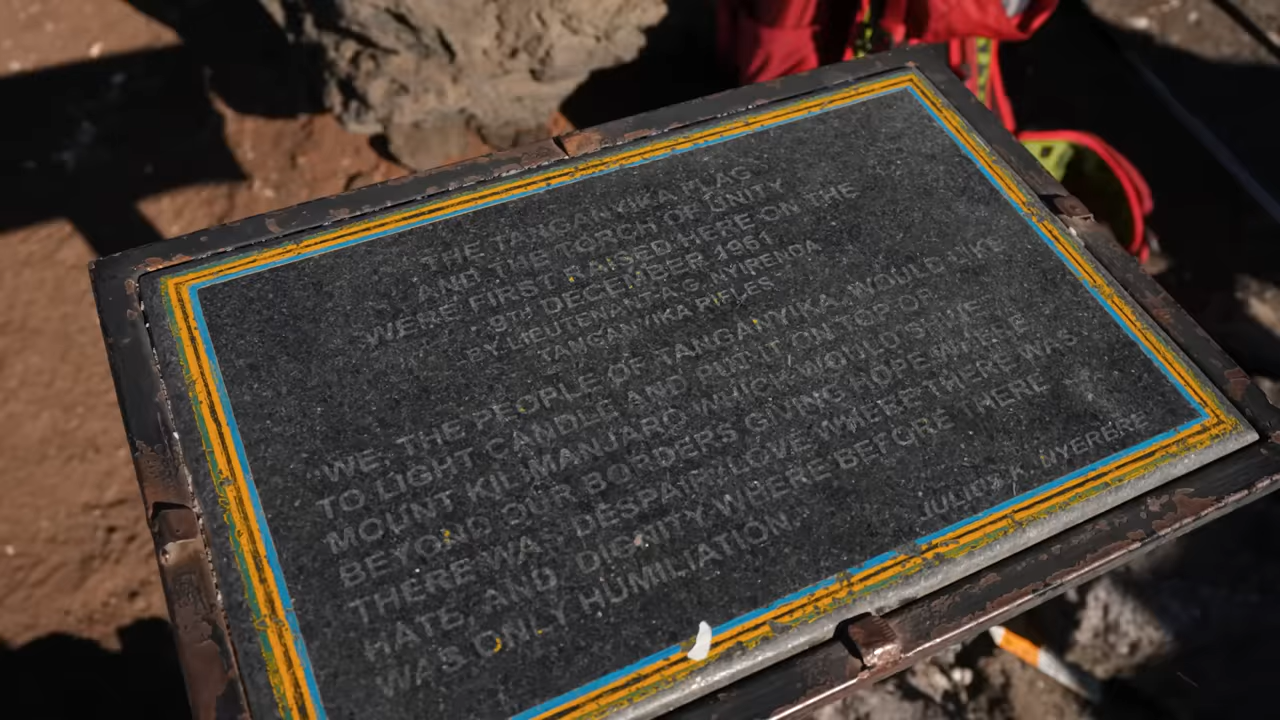 THE TANGANYIKA FLAG
AND THE TORCH OF UNITY
WERE FIRST RAISED HERE ON THE
9TH DECEMBER 1961
BY LIEUTENANT A.G. NYIRENDA
TANGANYIKA RIFLES
"WE, THE PEOPLE OF TANGANYIKA, WOULD LIKE
TO LIGHT A CANDLE AND PUT IT ON TOP OF
MOUNT KILIMANJARO WHICH WOULD SHINE
BEYOND OUR BORDERS GIVING HOPE WHERE
THERE WAS DESPAIR, LOVE WHERE THERE WAS
HATE, AND DIGNITY WHERE BEFORE THERE
WAS ONLY HUMILIATION."
JULIUS K. NYERERE